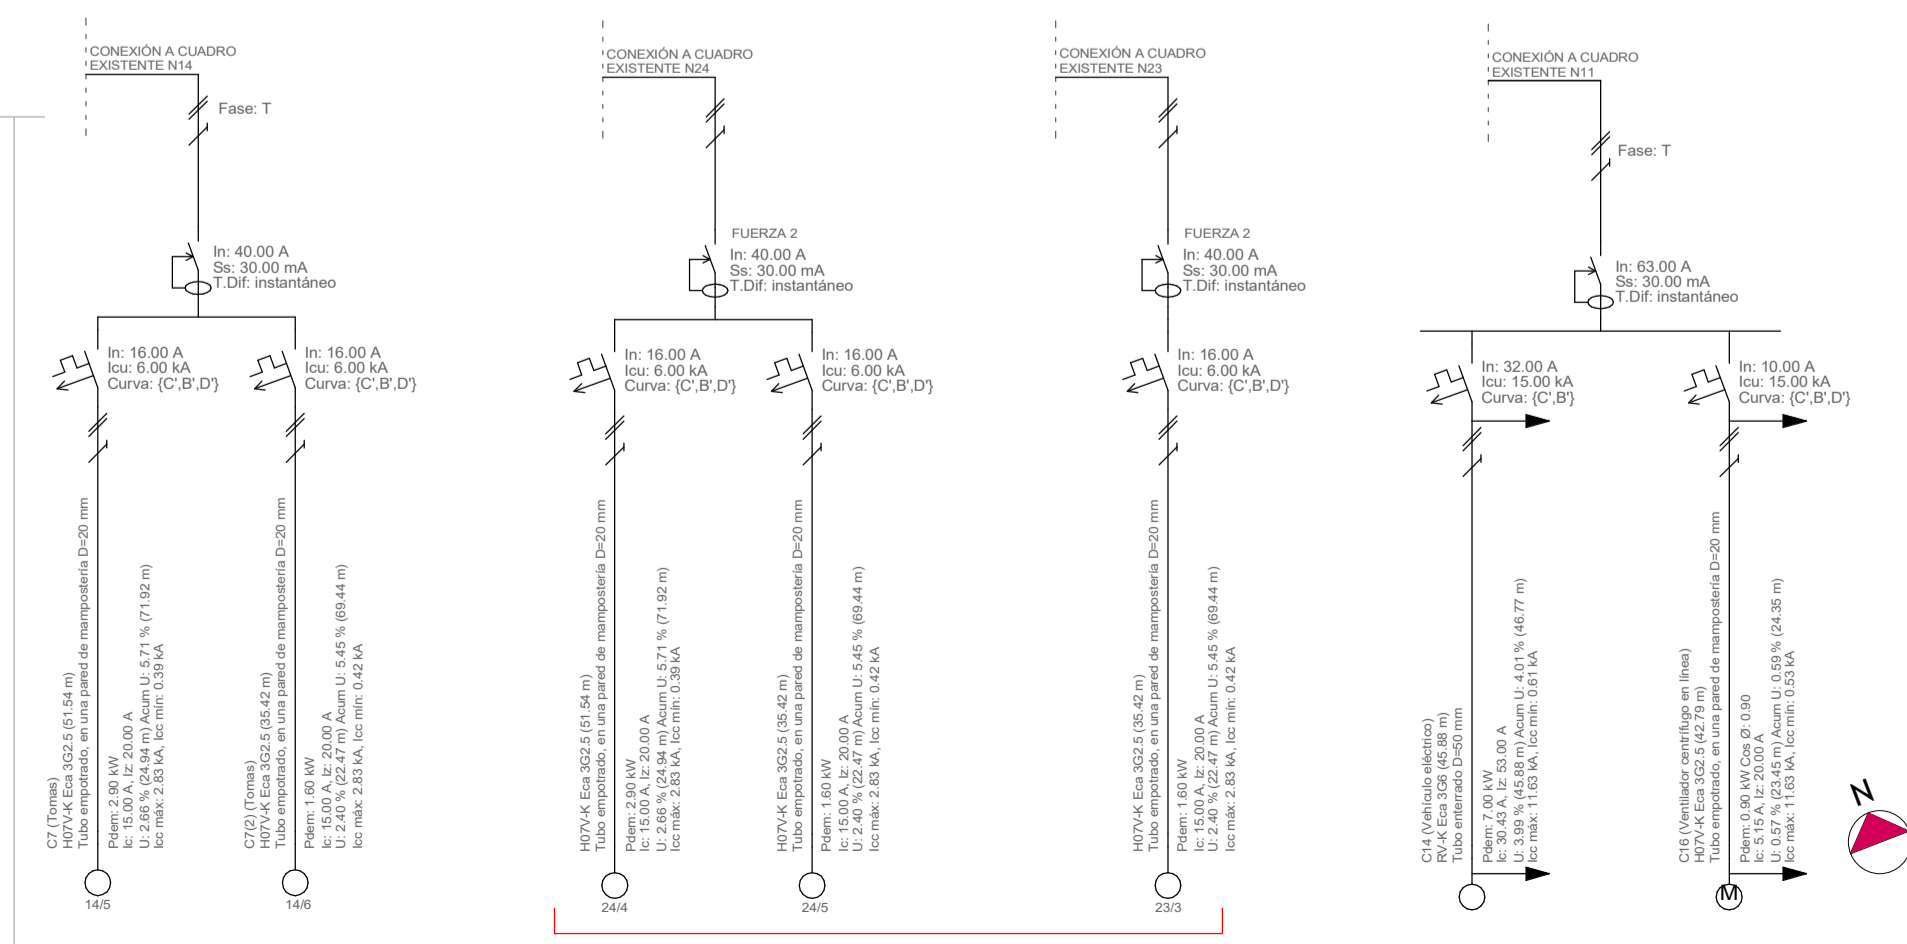 CONEXIÓN A CUADRO
EXISTENTE N14
Fase: T
In: 40.00 A
Ss: 30.00 mA
T.Dif: instantáneo
In: 16.00 A
Icu: 6.00 kA
Curva: {C',B',D'}
In: 16.00 A
Icu: 6.00 kA
Curva: {C',B',D'}
C7 (Tomas)
H07V-K Eca 3G2.5 (51.54 m)
Tubo empotrado, en una pared de mampostería D=20 mm
Pdem: 2.90 kW
Ic: 15.00 A, Iz: 20.00 A
U: 2.66 % (24.94 m) Acum U: 5.71 % (71.92 m)
Icc máx: 2.83 kA, Icc mín: 0.39 kA
14/5
C7(2) (Tomas)
H07V-K Eca 3G2.5 (35.42 m)
Tubo empotrado, en una pared de mampostería D=20 mm
Pdem: 1.60 kW
Ic: 15.00 A, Iz: 20.00 A
U: 2.40 % (22.47 m) Acum U: 5.45 % (69.44 m)
Icc máx: 2.83 kA, Icc mín: 0.42 kA
14/6
CONEXIÓN A CUADRO
EXISTENTE N24
FUERZA 2
In: 40.00 A
Ss: 30.00 mA
T.Dif: instantáneo
In: 16.00 A
Icu: 6.00 kA
Curva: {C',B',D'}
In: 16.00 A
Icu: 6.00 kA
Curva: {C',B',D'}
H07V-K Eca 3G2.5 (51.54 m)
Tubo empotrado, en una pared de mampostería D=20 mm
Pdem: 2.90 kW
Ic: 15.00 A, Iz: 20.00 A
U: 2.66 % (24.94 m) Acum U: 5.71 % (71.92 m)
Icc máx: 2.83 kA, Icc mín: 0.39 kA
24/4
H07V-K Eca 3G2.5 (35.42 m)
Tubo empotrado, en una pared de mampostería D=20 mm
Pdem: 1.60 kW
Ic: 15.00 A, Iz: 20.00 A
U: 2.40 % (22.47 m) Acum U: 5.45 % (69.44 m)
Icc máx: 2.83 kA, Icc mín: 0.42 kA
24/5
CONEXIÓN A CUADRO
EXISTENTE N23
FUERZA 2
In: 40.00 A
Ss: 30.00 mA
T.Dif: instantáneo
In: 16.00 A
Icu: 6.00 kA
Curva: {C',B',D'}
H07V-K Eca 3G2.5 (35.42 m)
Tubo empotrado, en una pared de mampostería D=20 mm
Pdem: 1.60 kW
Ic: 15.00 A, Iz: 20.00 A
U: 2.40 % (22.47 m) Acum U: 5.45 % (69.44 m)
Icc máx: 2.83 kA, Icc mín: 0.42 kA
23/3
CONEXIÓN A CUADRO
EXISTENTE N11
Fase: T
In: 63.00 A
Ss: 30.00 mA
T.Dif: instantáneo
In: 32.00 A
Icu: 15.00 kA
Curva: {C',B'}
In: 10.00 A
Icu: 15.00 kA
Curva: {C',B',D'}
C14 (Vehículo eléctrico)
RV-K Eca 3G6 (45.88 m)
Tubo enterrado D=50 mm
Pdem: 7.00 kW
Ic: 30.43 A, Iz: 53.00 A
U: 3.99 % (45.88 m) Acum U: 4.01 % (46.77 m)
Icc máx: 11.63 kA, Icc mín: 0.61 kA
C16 (Ventilador centrífugo en línea)
H07V-K Eca 3G2.5 (42.79 m)
Tubo empotrado, en una pared de mampostería D=20 mm
Pdem: 0.90 kW Cos Ø: 0.90
Ic: 5.15 A, Iz: 20.00 A
U: 0.57 % (23.45 m) Acum U: 0.59 % (24.35 m)
Icc máx: 11.63 kA, Icc mín: 0.53 kA
M
N